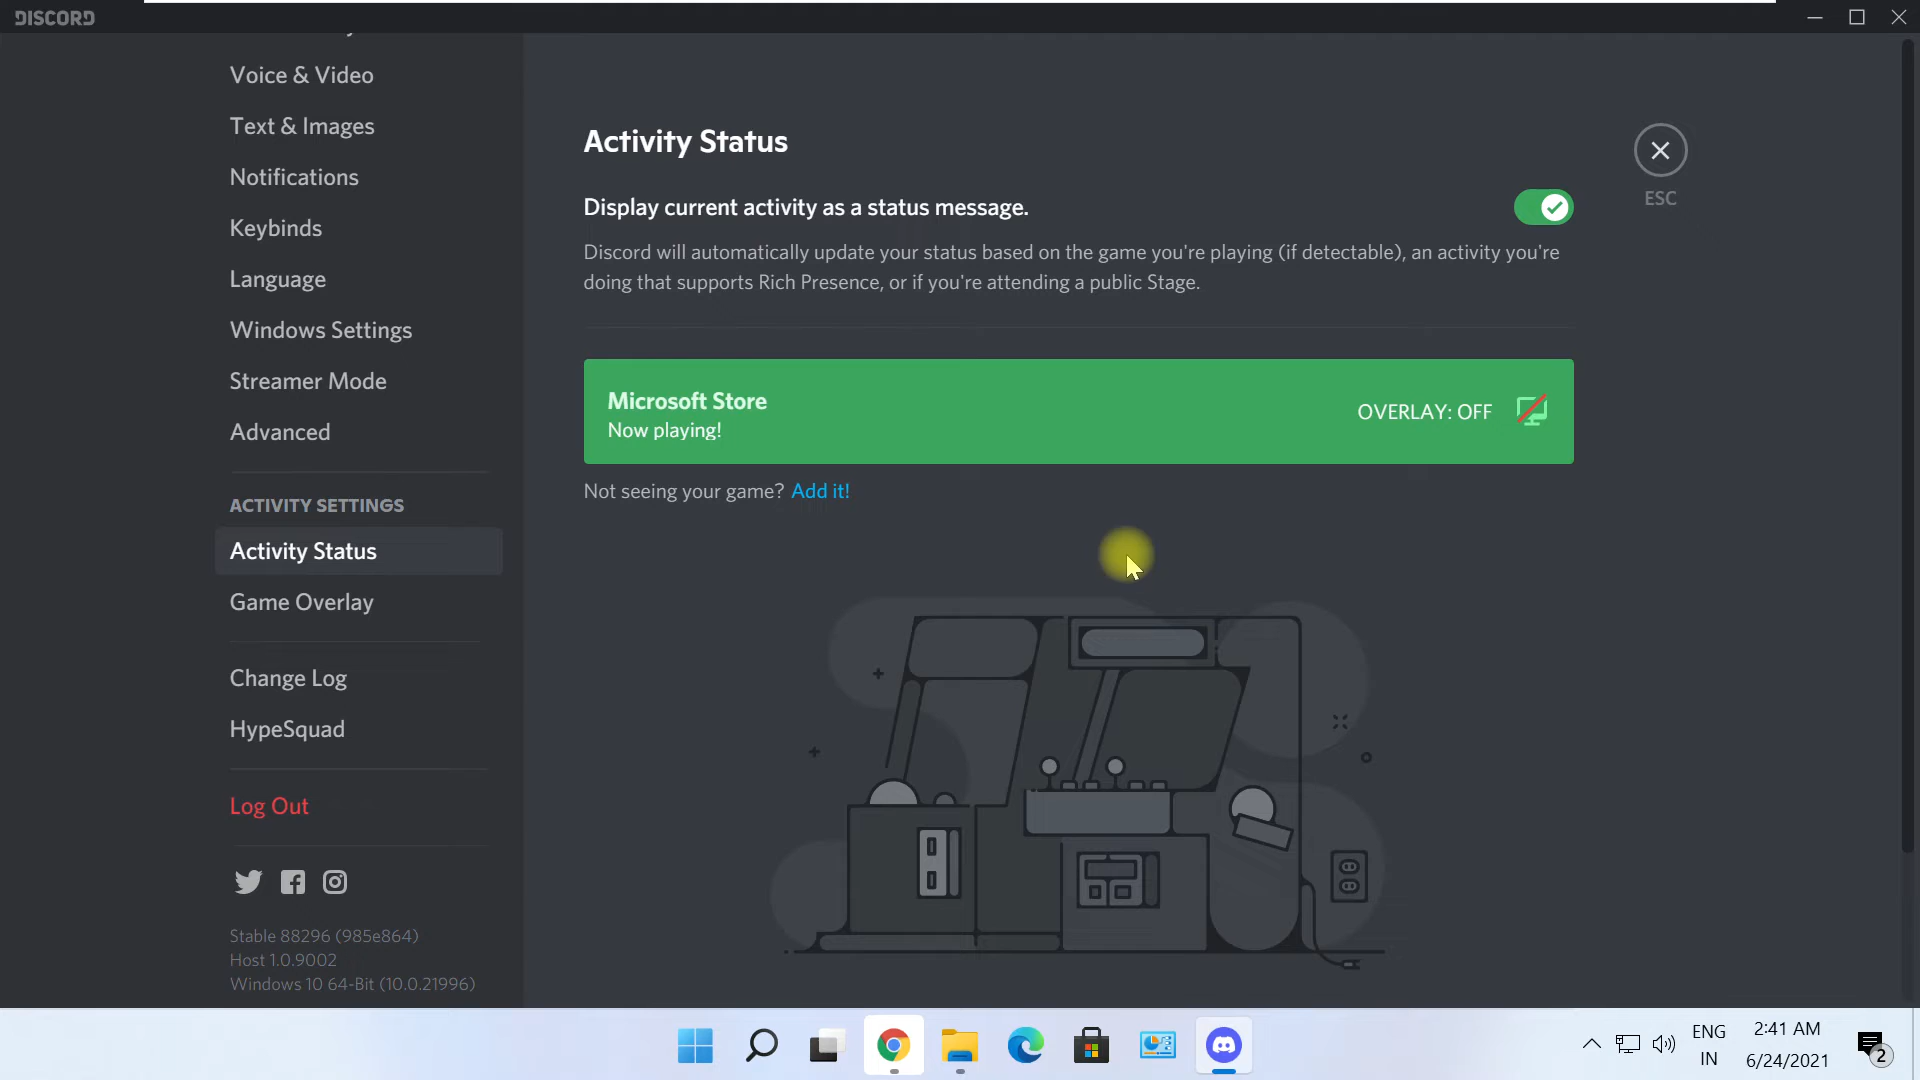 DISCORD
Voice & Video
Text & Images
Notifications
Keybinds
Language
Windows Settings
Streamer Mode
Advanced
ACTIVITY SETTINGS
Activity Status
Game Overlay
Change Log
HypeSquad
Log Out
Stable 88296 (985e864)
Host 1.0.9002
Windows 10 64-Bit (10.0.21996)
Activity Status
Display current activity as a status message.
Discord will automatically update your status based on the game you're playing (if detectable), an activity you're
doing that supports Rich Presence, or if you're attending a public Stage.
Microsoft Store
Now playing!
OVERLAY: OFF
Not seeing your game? Add it!
ESC
ENG
IN
2:41 AM
6/24/2021
2